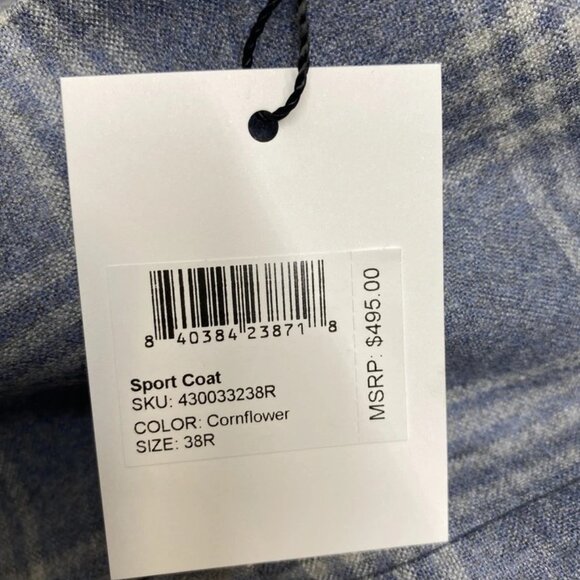 8 40384 23871 8
Sport Coat
SKU: 430033238R
COLOR: Cornflower
SIZE: 38R
MSRP: $495.00